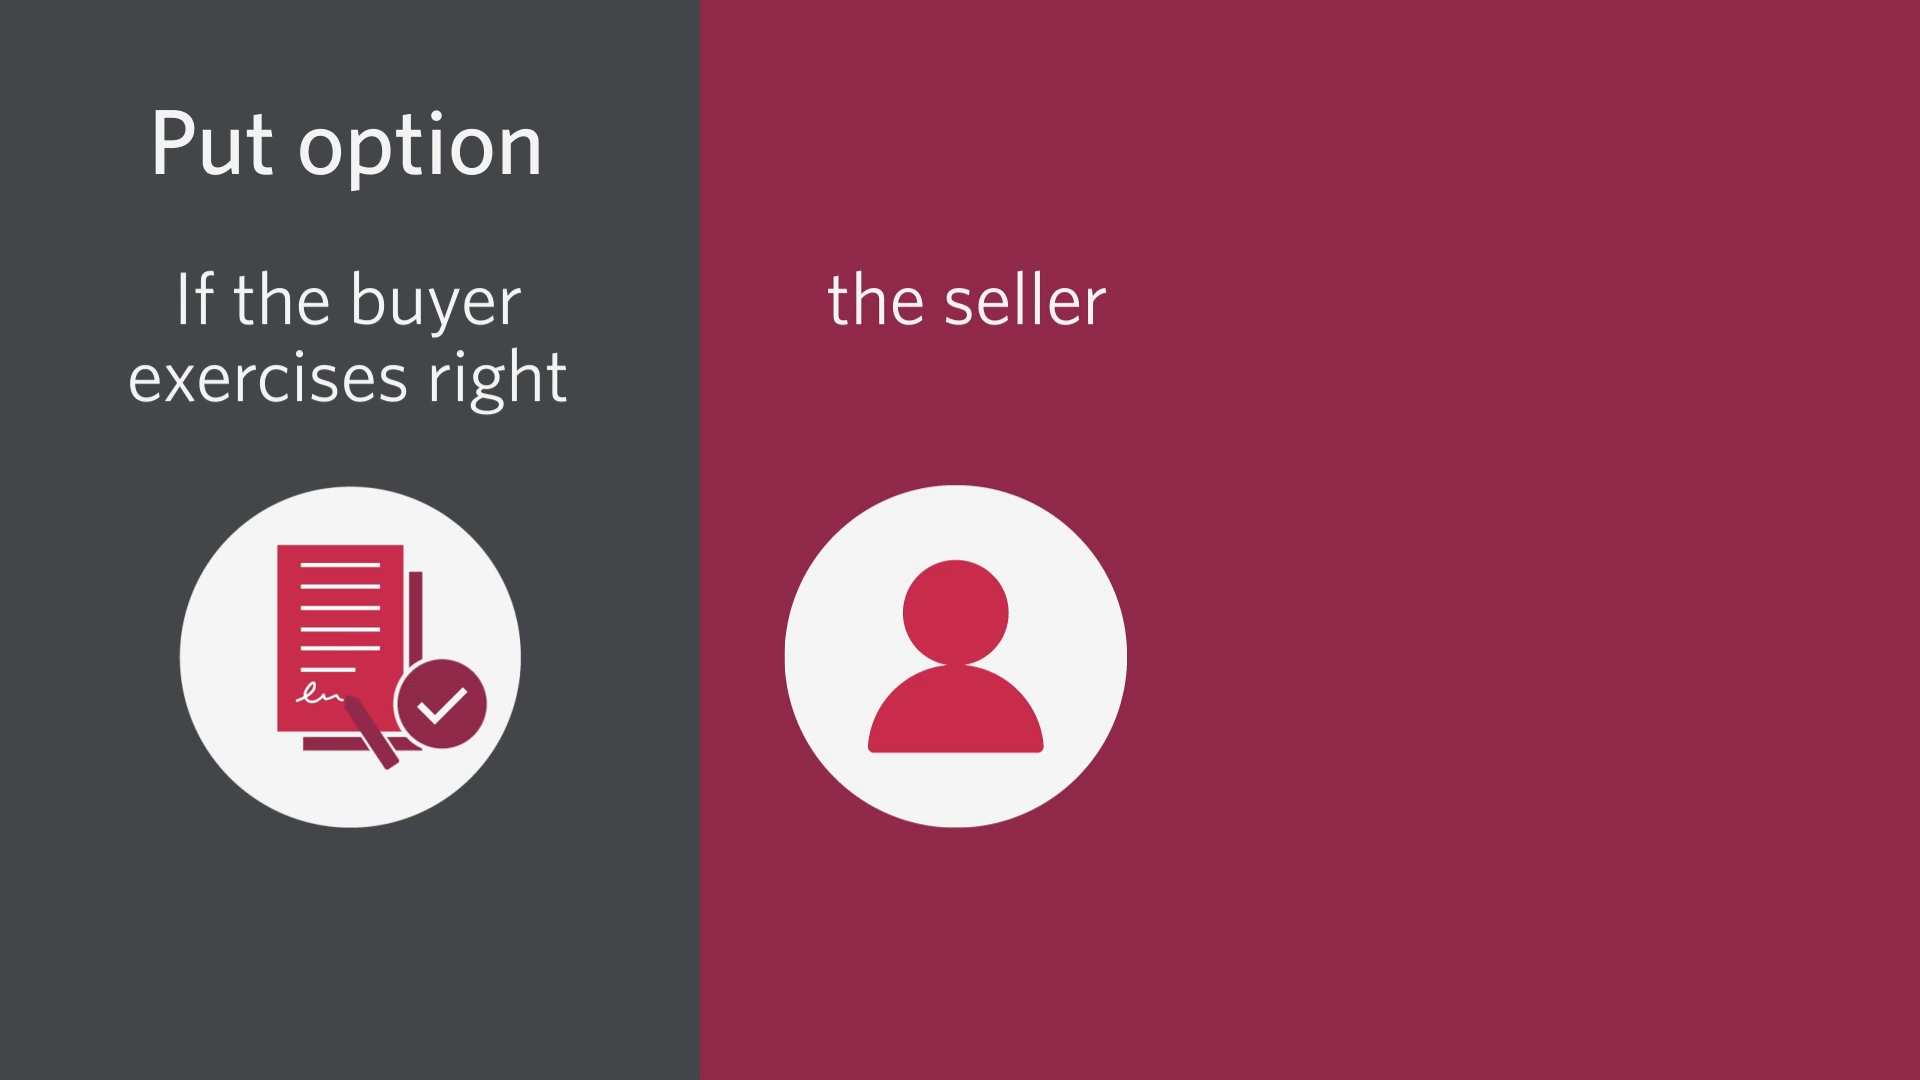 Put option
If the buyer
exercises right
the seller